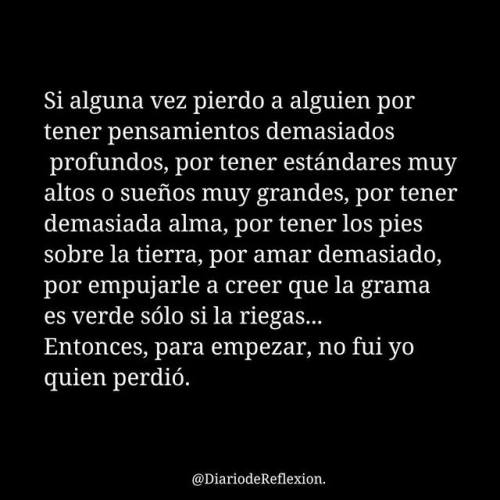 Si alguna vez pierdo a alguien por
tener pensamientos demasiados
profundos, por tener estándares muy
altos o sueños muy grandes, por tener
demasiada alma, por tener los pies
sobre la tierra, por amar demasiado,
por empujarle a creer que la grama
es verde sólo si la riegas...
Entonces, para empezar, no fui yo
quien perdió.
@DiariodeReflexion.